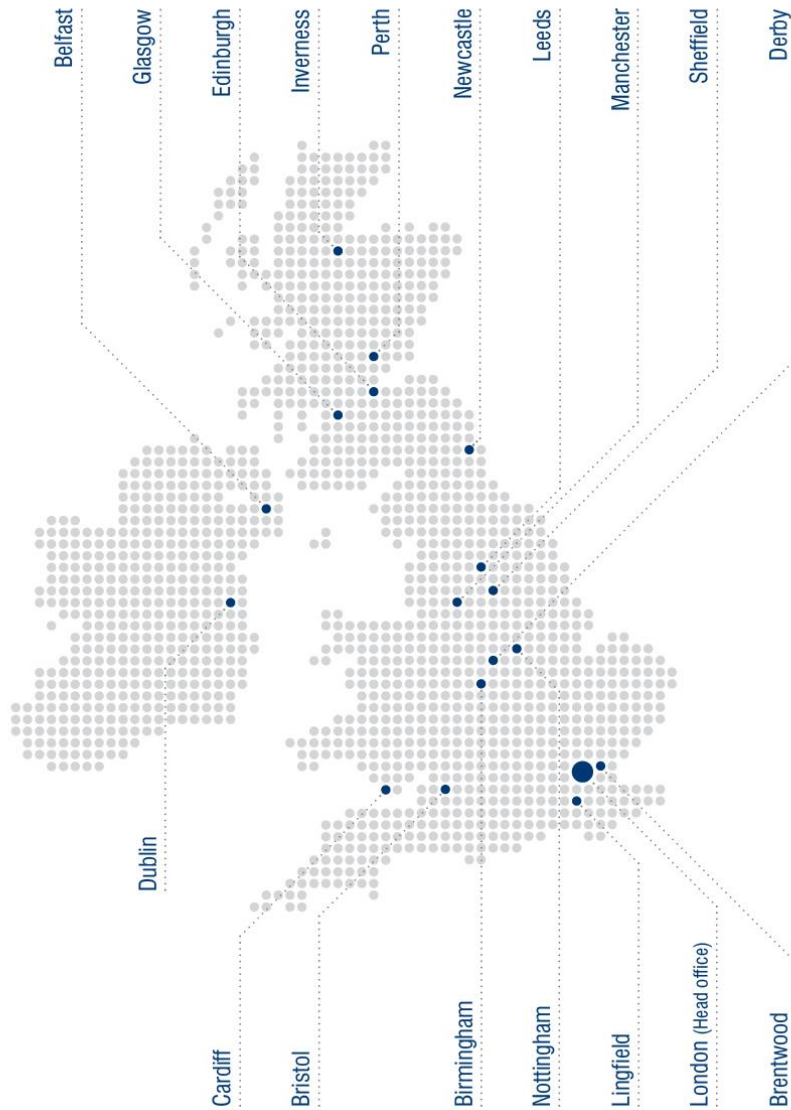 Belfast
Glasgow
Edinburgh
Inverness
Perth
Newcastle
Leeds
Manchester
Sheffield
Derby
Dublin
Cardiff
Bristol
Birmingham
Nottingham
Lingfield
London (Head office)
Brentwood